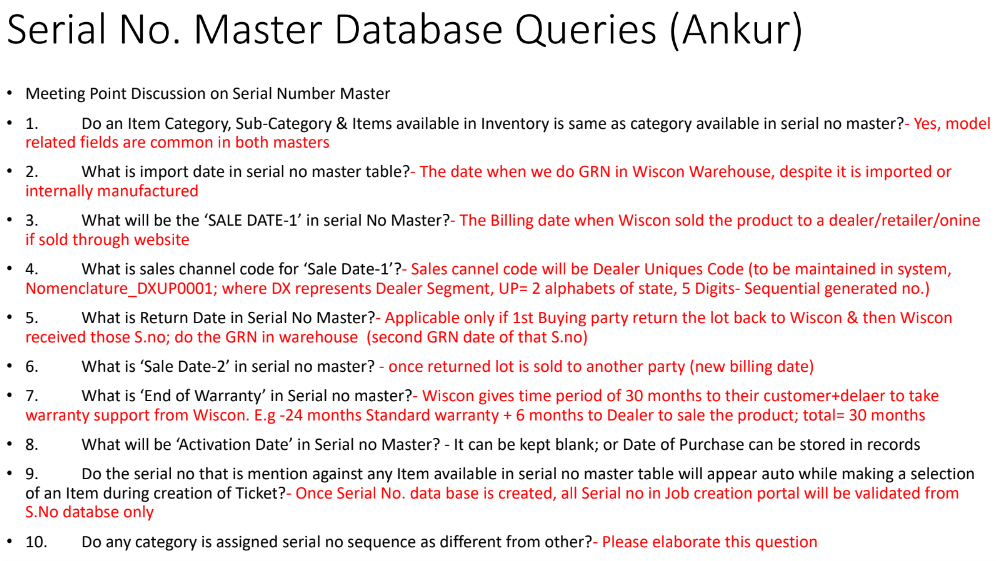 Serial No. Master Database Queries (Ankur)
• Meeting Point Discussion on Serial Number Master
• 1. Do an Item Category, Sub-Category & Items available in Inventory is same as category available in serial no master?- Yes, model
related fields are common in both masters
• 2. What is import date in serial no master table?- The date when we do GRN in Wiscon Warehouse, despite it is imported or
internally manufactured
• 3. What will be the ‘SALE DATE-1’ in serial No Master?- The Billing date when Wiscon sold the product to a dealer/retailer/onine
if sold through website
• 4. What is sales channel code for ‘Sale Date-1’?- Sales cannel code will be Dealer Uniques Code (to be maintained in system,
Nomenclature_DXUP0001; where DX represents Dealer Segment, UP= 2 alphabets of state, 5 Digits- Sequential generated no.)
• 5. What is Return Date in Serial No Master?- Applicable only if 1st Buying party return the lot back to Wiscon & then Wiscon
received those S.no; do the GRN in warehouse (second GRN date of that S.no)
• 6. What is ‘Sale Date-2’ in serial no master? - once returned lot is sold to another party (new billing date)
• 7. What is ‘End of Warranty’ in Serial no master?- Wiscon gives time period of 30 months to their customer+delaer to take
warranty support from Wiscon. E.g -24 months Standard warranty + 6 months to Dealer to sale the product; total= 30 months
• 8. What will be ‘Activation Date’ in Serial no Master? - It can be kept blank; or Date of Purchase can be stored in records
• 9. Do the serial no that is mention against any Item available in serial no master table will appear auto while making a selection
of an Item during creation of Ticket?- Once Serial No. data base is created, all Serial no in Job creation portal will be validated from
S.No databse only
• 10. Do any category is assigned serial no sequence as different from other?- Please elaborate this question